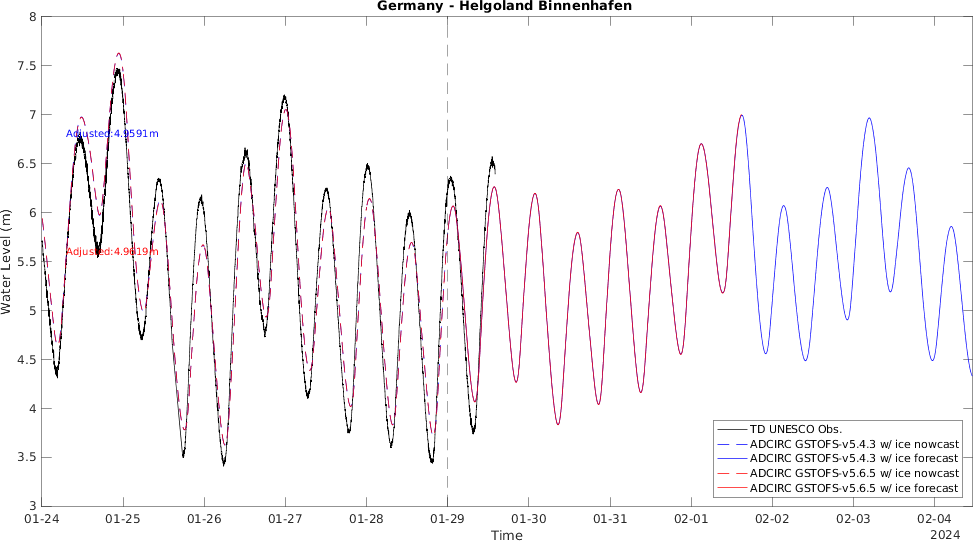 Germany - Helgoland Binnenhafen
8
7.5
7
6.5
6
5.5
5
4.5
4
3.5
3
Water Level (m)
Adjusted:4.9591m
Adjusted:4.9619m
TD UNESCO Obs.
ADCIRC GSTOFS-v5.4.3 w/ ice nowcast
ADCIRC GSTOFS-v5.4.3 w/ ice forecast
ADCIRC GSTOFS-v5.6.5 w/ ice nowcast
ADCIRC GSTOFS-v5.6.5 w/ ice forecast
01-24 01-25 01-26 01-27 01-28 01-29 01-30 01-31 02-01 02-02 02-03 02-04
Time
2024